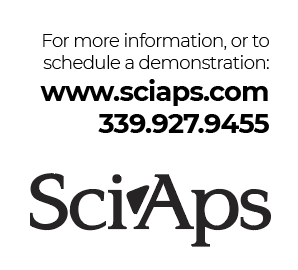 For more information, or to
schedule a demonstration:
www.sciaps.com
339.927.9455
SciAps